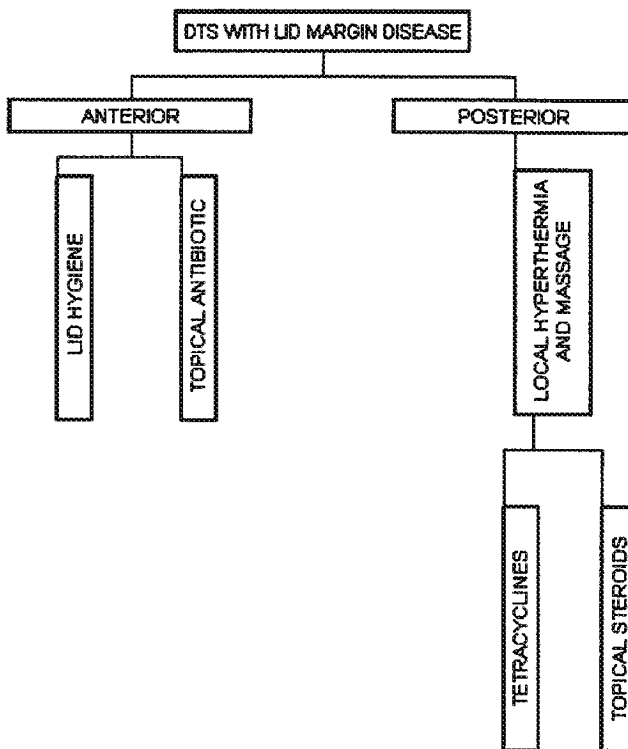 DTS WITH LID MARGIN DISEASE
ANTERIOR
POSTERIOR
LID HYGIENE
TOPICAL ANTIBIOTIC
LOCAL HYPERTHERMIA
AND MASSAGE
TETRACYCLINES
TOPICAL STEROIDS